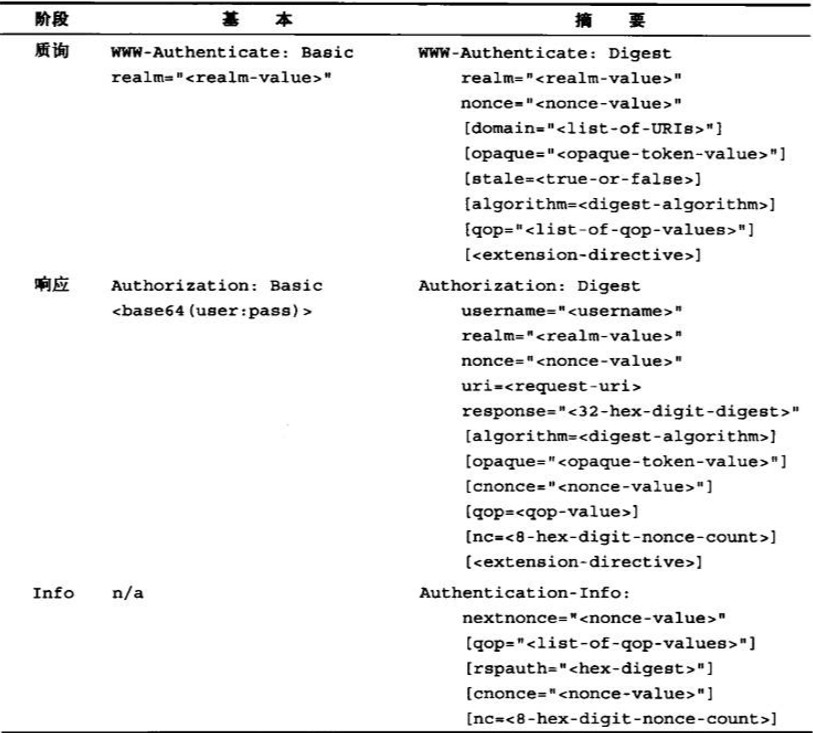 阶段 基 本 摘 要
质询 WWW-Authenticate: Basic WWW-Authenticate: Digest
realm="<realm-value>" realm="<realm-value>"
nonce="<nonce-value>"
[domain="<list-of-URIs>"]
[opaque="<opaque-token-value>"]
[stale=<true-or-false>]
[algorithm=<digest-algorithm>]
[qop="<list-of-qop-values>"]
[<extension-directive>]
响应 Authorization: Basic Authorization: Digest
<base64(user:pass)> username="<username>"
realm="<realm-value>"
nonce="<nonce-value>"
uri=<request-uri>
response="<32-hex-digit-digest>"
[algorithm=<digest-algorithm>]
[opaque="<opaque-token-value>"]
[cnonce="<nonce-value>"]
[qop=<qop-value>]
[nc=<8-hex-digit-nonce-count>]
[<extension-directive>]
Info n/a Authentication-Info:
nextnonce="<nonce-value>"
[qop="<list-of-qop-values>"]
[rspauth="<hex-digest>"]
[cnonce="<nonce-value>"]
[nc=<8-hex-digit-nonce-count>]